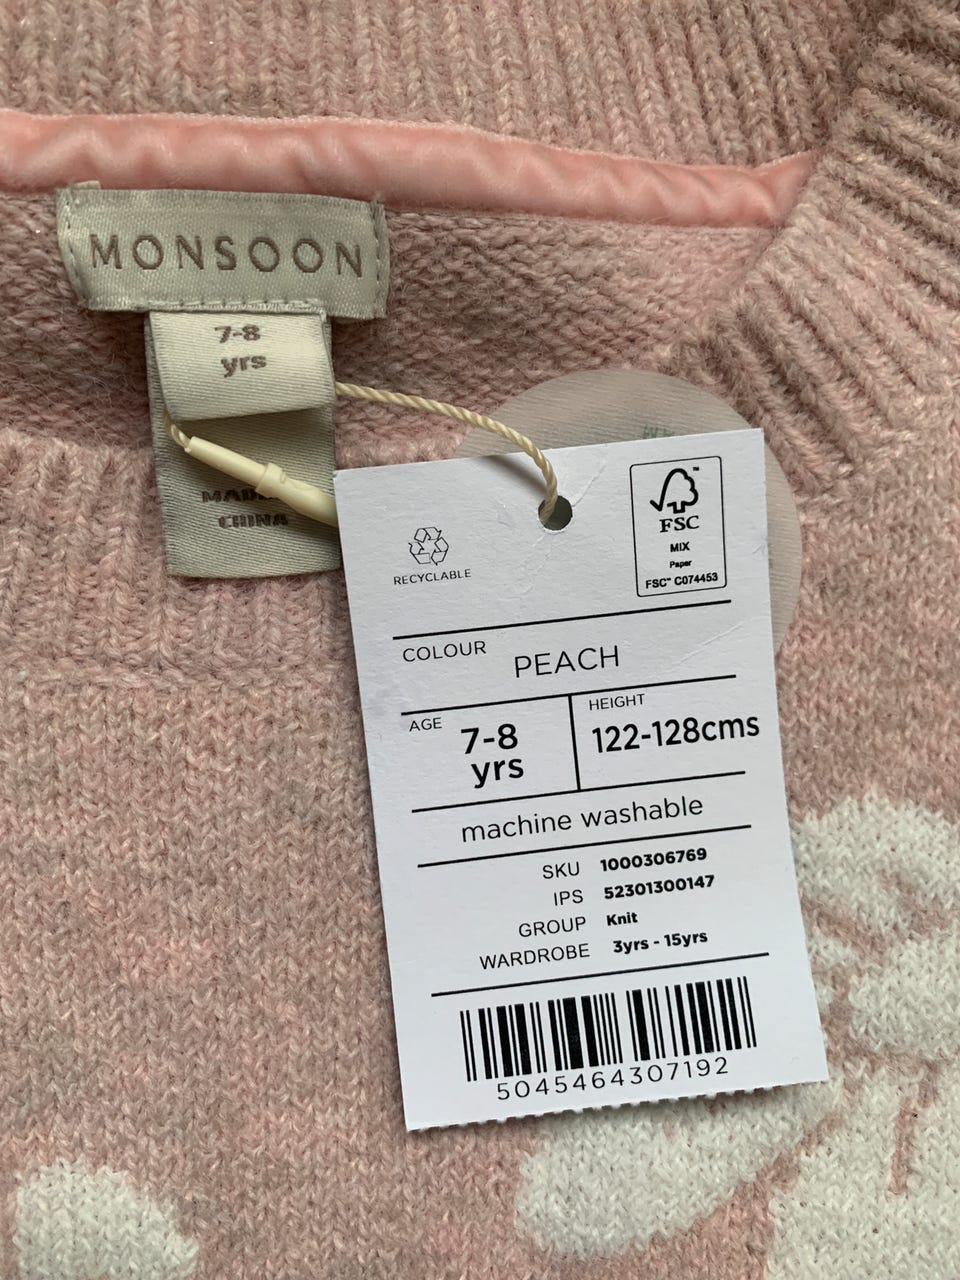 MONSOON
7-8
yrs
MADE
CHINA
RECYCLABLE
FSC
MIX
Paper
FSC™ C074453
COLOUR PEACH
AGE 7-8
yrs
HEIGHT
122-128cms
machine washable
SKU 1000306769
IPS 52301300147
GROUP Knit
WARDROBE 3yrs - 15yrs
5045464307192